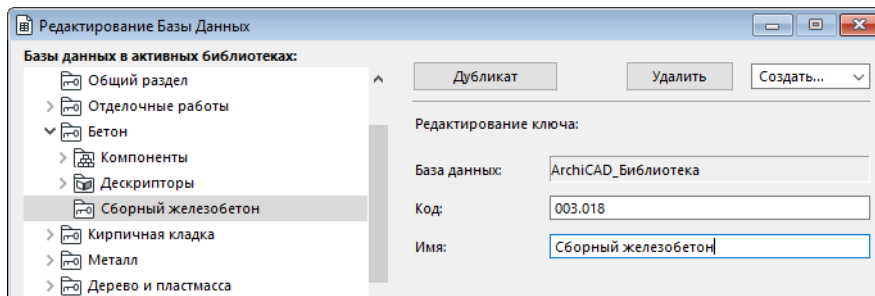 Редактирование Базы Данных
Базы данных в активных библиотеках:
Общий раздел
Отделочные работы
Бетон
Компоненты
Дескрипторы
Сборный железобетон
Кирпичная кладка
Металл
Дерево и пластмасса
Дубликат Удалить Создать...
Редактирование ключа:
База данных: ArchiCAD_Библиотека
Код: 003.018
Имя: Сборный железобетон